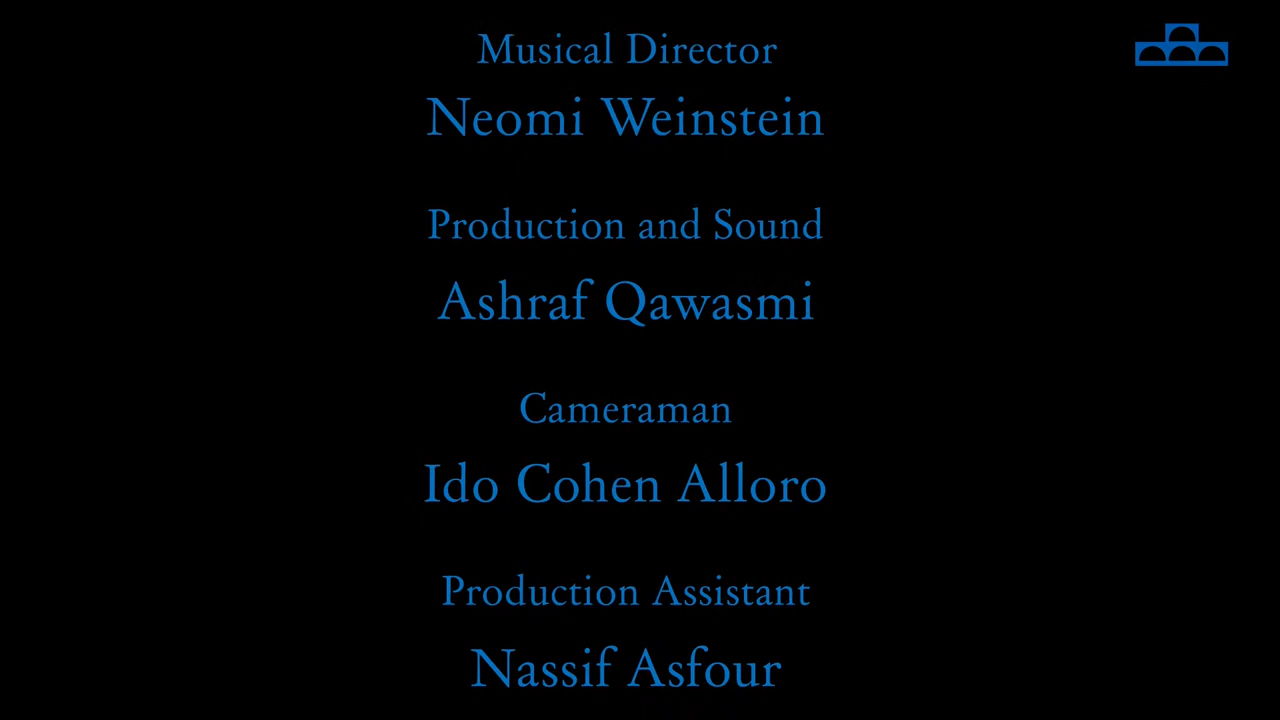 Musical Director
Neomi Weinstein
Production and Sound
Ashraf Qawasmi
Cameraman
Ido Cohen Alloro
Production Assistant
Nassif Asfour